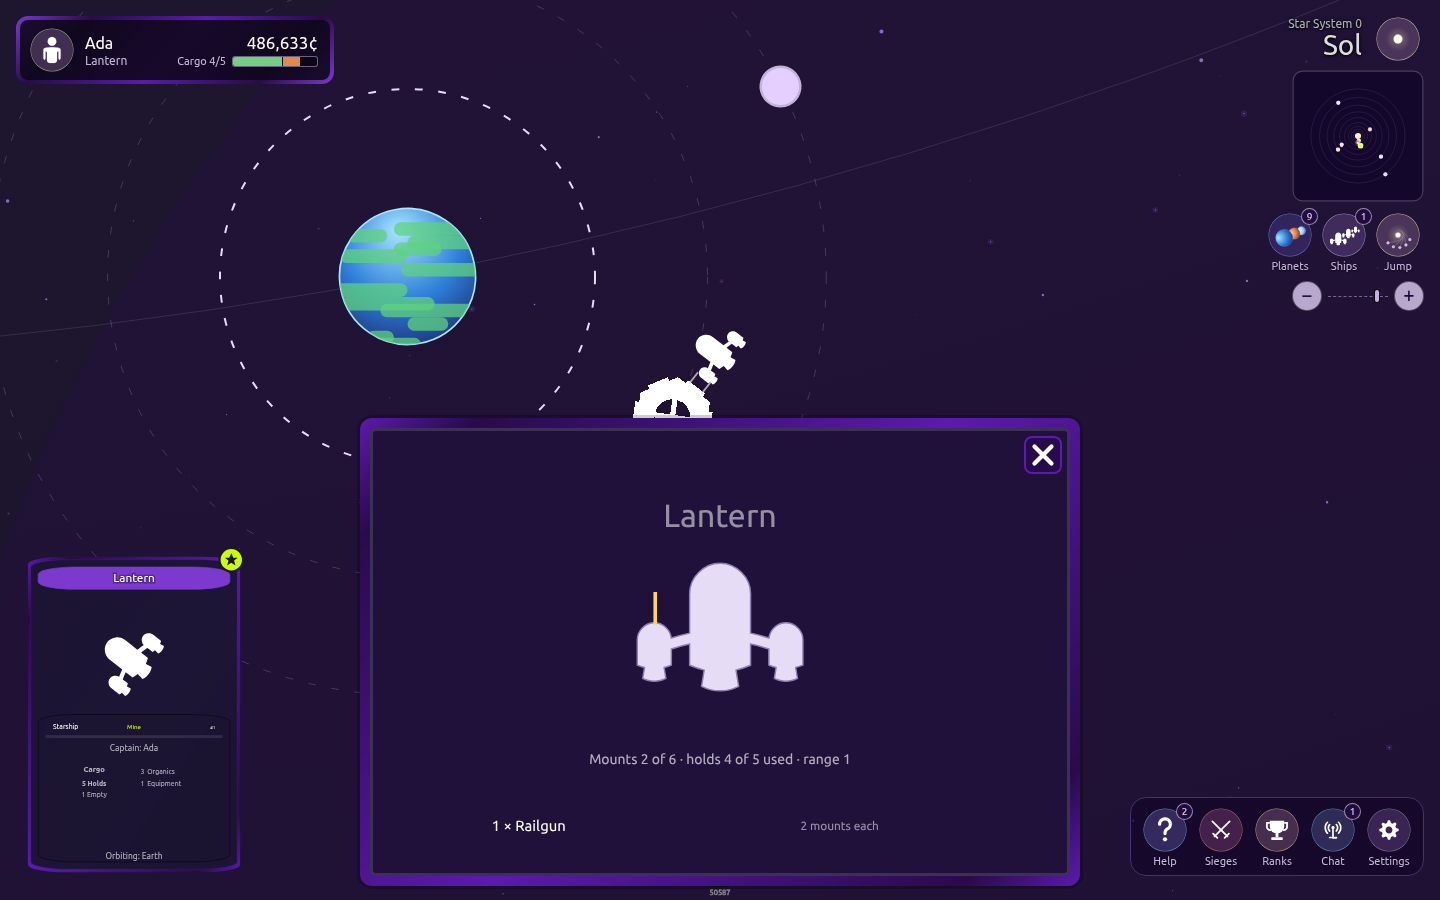 Ada
486,633¢
Lantern
Cargo 4/5
Star System 0
Sol
9
1
Planets
Ships
Jump
Lantern
Mounts 2 of 6 · holds 4 of 5 used · range 1
1 × Railgun
2 mounts each
Lantern
Starship
Mine
#1
Captain: Ada
Cargo
3 Organics
5 Holds
1 Equipment
1 Empty
Orbiting: Earth
2
1
Help
Sieges
Ranks
Chat
Settings
50587